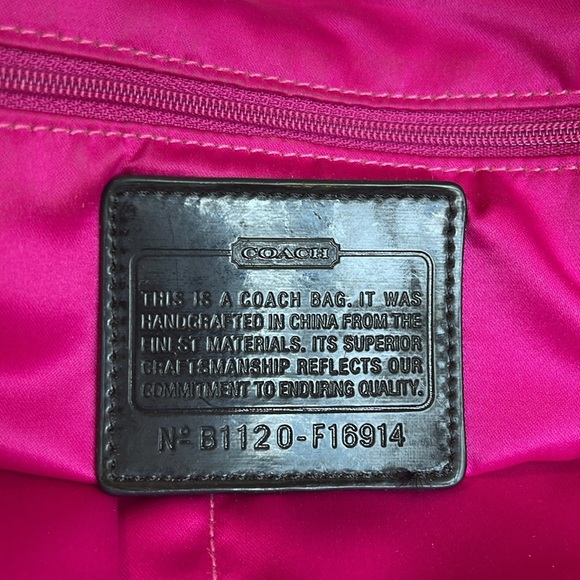 COACH
THIS IS A COACH BAG. IT WAS
HANDCRAFTED IN CHINA FROM THE
FINEST MATERIALS. ITS SUPERIOR
CRAFTSMANSHIP REFLECTS OUR
COMMITMENT TO ENDURING QUALITY.
Nº B1120-F16914